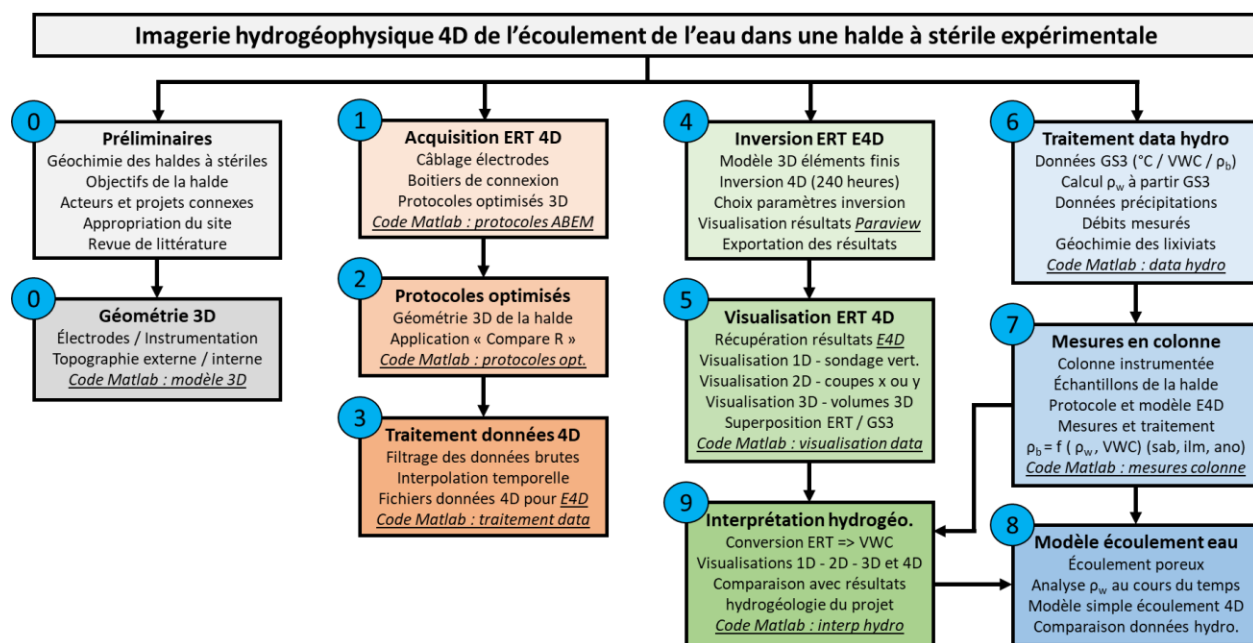 Imagerie hydrogéophysique 4D de l'écoulement de l'eau dans une halde à stérile expérimentale
0
Préliminaires
Géochimie des haldes à stériles
Objectifs de la halde
Acteurs et projets connexes
Appropriation du site
Revue de littérature
0
Géométrie 3D
Électrodes / Instrumentation
Topographie externe / interne
Code Matlab : modèle 3D
1
Acquisition ERT 4D
Câblage électrodes
Boitiers de connexion
Protocoles optimisés 3D
Code Matlab : protocoles ABEM
2
Protocoles optimisés
Géométrie 3D de la halde
Application « Compare R »
Code Matlab : protocoles opt.
3
Traitement données 4D
Filtrage des données brutes
Interpolation temporelle
Fichiers données 4D pour E4D
Code Matlab : traitement data
4
Inversion ERT E4D
Modèle 3D éléments finis
Inversion 4D (240 heures)
Choix paramètres inversion
Visualisation résultats Paraview
Exportation des résultats
5
Visualisation ERT 4D
Récupération résultats E4D
Visualisation 1D - sondage vert.
Visualisation 2D - coupes x ou y
Visualisation 3D - volumes 3D
Superposition ERT / GS3
Code Matlab : visualisation data
9
Interprétation hydrogéo.
Conversion ERT => VWC
Visualisations 1D - 2D - 3D et 4D
Comparaison avec résultats
hydrogéologie du projet
Code Matlab : interp hydro
6
Traitement data hydro
Données GS3 (°C / VWC / ρb)
Calcul ρw à partir GS3
Données précipitations
Débits mesurés
Géochimie des lixiviats
Code Matlab : data hydro
7
Mesures en colonne
Colonne instrumentée
Échantillons de la halde
Protocole et modèle E4D
Mesures et traitement
ρb = f ( ρw , VWC) (sab, ilm, ano)
Code Matlab : mesures colonne
8
Modèle écoulement eau
Écoulement poreux
Analyse ρw au cours du temps
Modèle simple écoulement 4D
Comparaison données hydro.